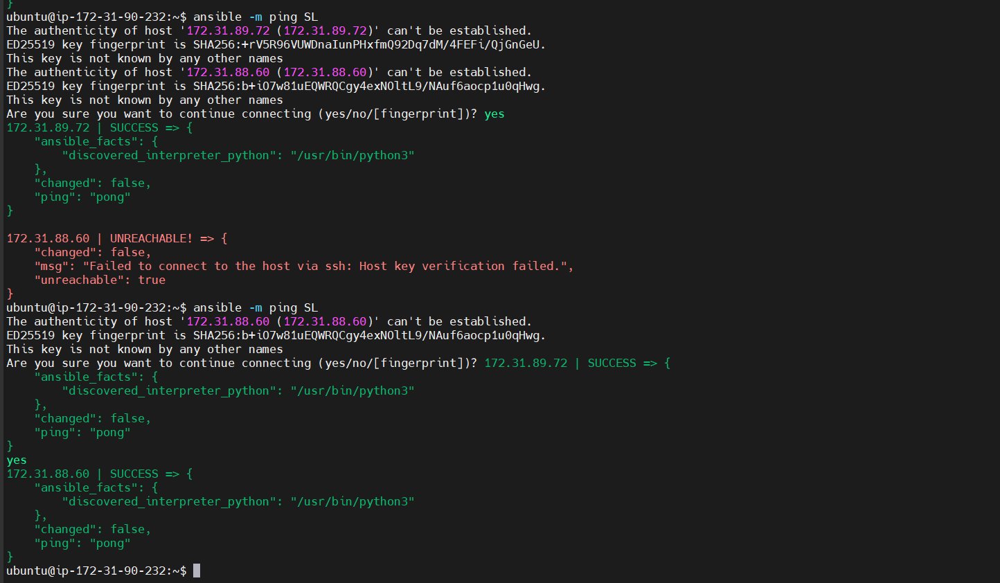 }
ubuntu@ip-172-31-90-232:~$ ansible -m ping SL
The authenticity of host '172.31.89.72 (172.31.89.72)' can't be established.
ED25519 key fingerprint is SHA256:+rV5R96VUWDnaIunPHxfmQ92Dq7dM/4FEFi/QjGnGeU.
This key is not known by any other names
The authenticity of host '172.31.88.60 (172.31.88.60)' can't be established.
ED25519 key fingerprint is SHA256:b+iO7w81uEQWRQCgy4exNOltL9/NAuf6aocp1u0qHwg.
This key is not known by any other names
Are you sure you want to continue connecting (yes/no/[fingerprint])? yes
172.31.89.72 | SUCCESS => {
    "ansible_facts": {
        "discovered_interpreter_python": "/usr/bin/python3"
    },
    "changed": false,
    "ping": "pong"
}
172.31.88.60 | UNREACHABLE! => {
    "changed": false,
    "msg": "Failed to connect to the host via ssh: Host key verification failed.",
    "unreachable": true
}
ubuntu@ip-172-31-90-232:~$ ansible -m ping SL
The authenticity of host '172.31.88.60 (172.31.88.60)' can't be established.
ED25519 key fingerprint is SHA256:b+iO7w81uEQWRQCgy4exNOltL9/NAuf6aocp1u0qHwg.
This key is not known by any other names
Are you sure you want to continue connecting (yes/no/[fingerprint])? 172.31.89.72 | SUCCESS => {
    "ansible_facts": {
        "discovered_interpreter_python": "/usr/bin/python3"
    },
    "changed": false,
    "ping": "pong"
}
yes
172.31.88.60 | SUCCESS => {
    "ansible_facts": {
        "discovered_interpreter_python": "/usr/bin/python3"
    },
    "changed": false,
    "ping": "pong"
}
ubuntu@ip-172-31-90-232:~$